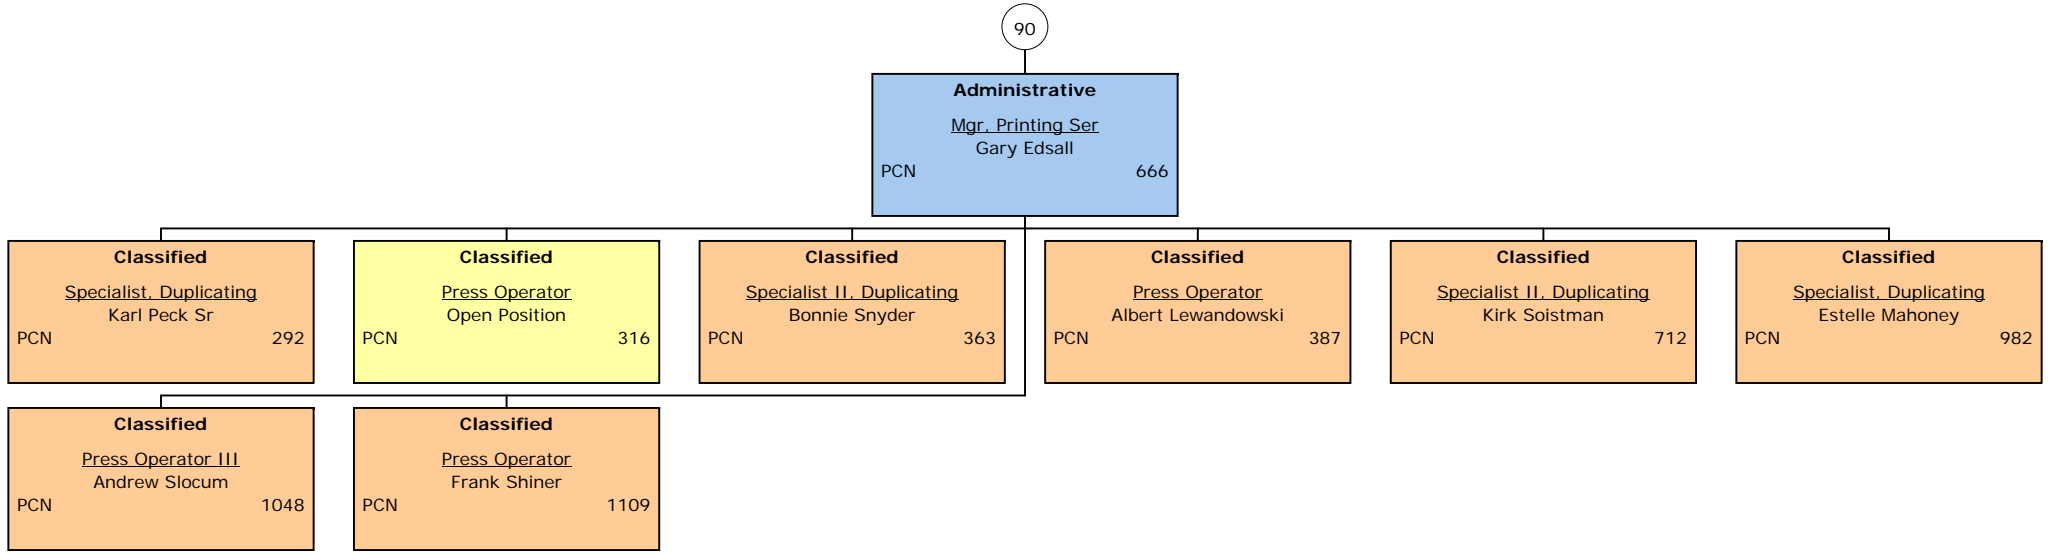 90
Administrative
Mgr, Printing Ser
Gary Edsall
PCN 666
Classified
Specialist, Duplicating
Karl Peck Sr
PCN 292
Classified
Press Operator
Open Position
PCN 316
Classified
Specialist II, Duplicating
Bonnie Snyder
PCN 363
Classified
Press Operator
Albert Lewandowski
PCN 387
Classified
Specialist II, Duplicating
Kirk Soistman
PCN 712
Classified
Specialist, Duplicating
Estelle Mahoney
PCN 982
Classified
Press Operator III
Andrew Slocum
PCN 1048
Classified
Press Operator
Frank Shiner
PCN 1109